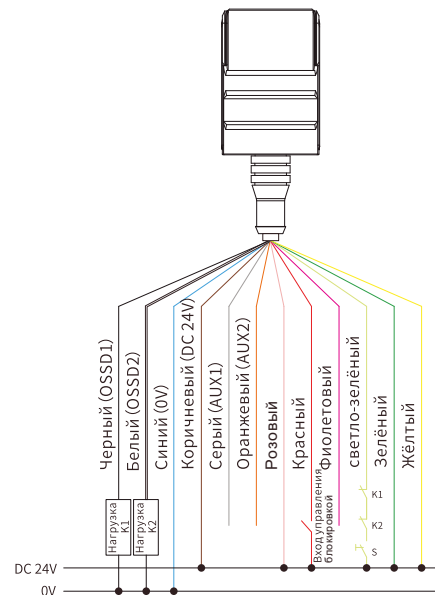 Черный (OSSD1)
Белый (OSSD2)
Синий (0V)
Коричневый (DC 24V)
Серый (AUX1)
Оранжевый (AUX2)
Розовый
Красный
Фиолетовый
светло-зелёный
Зелёный
Жёлтый
Нагрузка
K1
Нагрузка
K2
Вход управления
блокировкой
K1
K2
S
DC 24V
0V